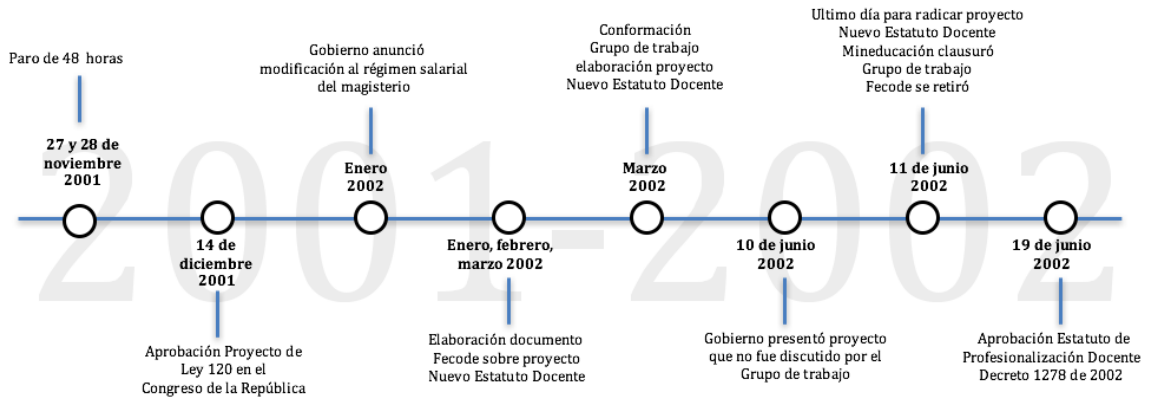 Paro de 48 horas
27 y 28 de
noviembre
2001
14 de
diciembre
2001
Aprobación Proyecto de
Ley 120 en el
Congreso de la República
Gobierno anunció
modificación al régimen salarial
del magisterio
Enero
2002
Enero, febrero,
marzo 2002
Elaboración documento
Fecode sobre proyecto
Nuevo Estatuto Docente
Conformación
Grupo de trabajo
elaboración proyecto
Nuevo Estatuto Docente
Marzo
2002
10 de junio
2002
Gobierno presentó proyecto
que no fue discutido por el
Grupo de trabajo
Ultimo día para radicar proyecto
Nuevo Estatuto Docente
Mineducación clausuró
Grupo de trabajo
Fecode se retiró
11 de junio
2002
19 de junio
2002
Aprobación Estatuto de
Profesionalización Docente
Decreto 1278 de 2002
2001-2002